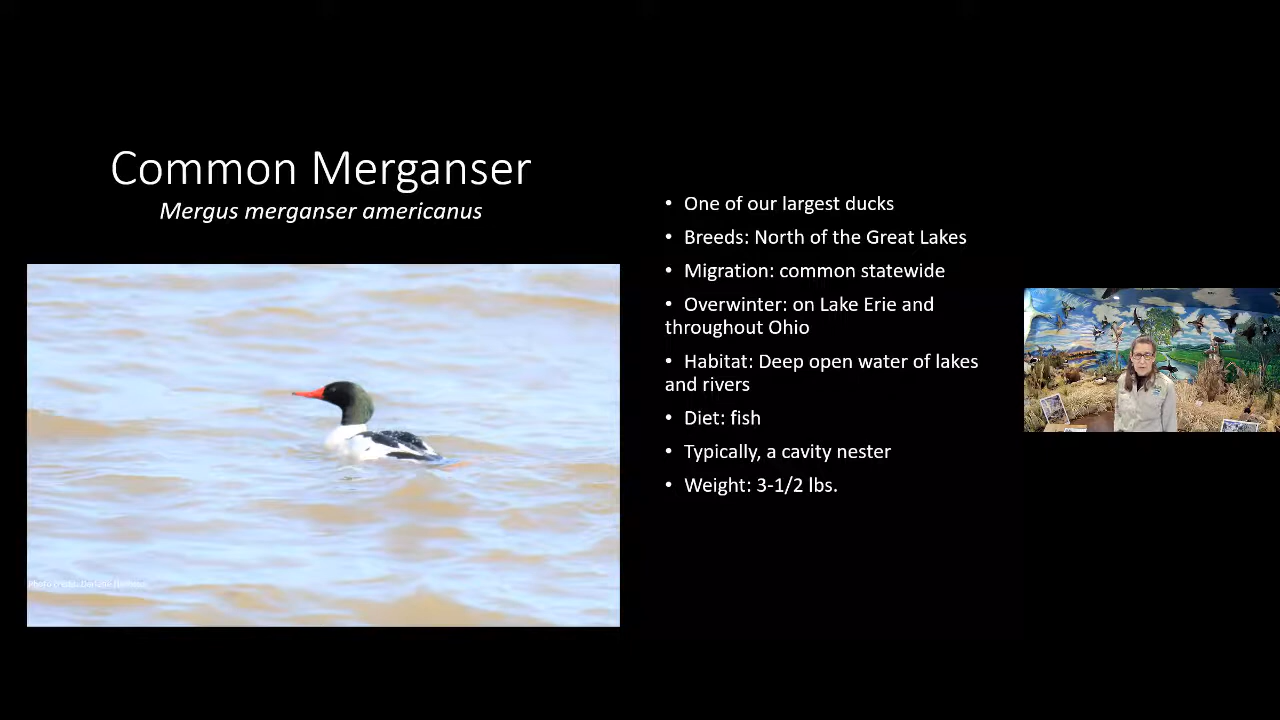 Common Merganser
Mergus merganser americanus
• One of our largest ducks
• Breeds: North of the Great Lakes
• Migration: common statewide
• Overwinter: on Lake Erie and
throughout Ohio
• Habitat: Deep open water of lakes
and rivers
• Diet: fish
• Typically, a cavity nester
• Weight: 3-1/2 lbs.
Photo credit: